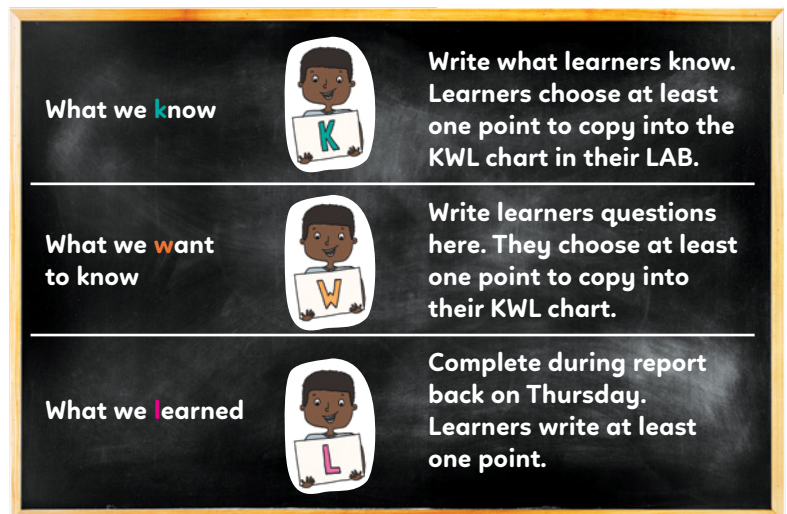 What we know
K
Write what learners know.
Learners choose at least
one point to copy into the
KWL chart in their LAB.
What we want
to know
W
Write learners questions
here. They choose at least
one point to copy into
their KWL chart.
What we learned
L
Complete during report
back on Thursday.
Learners write at least
one point.